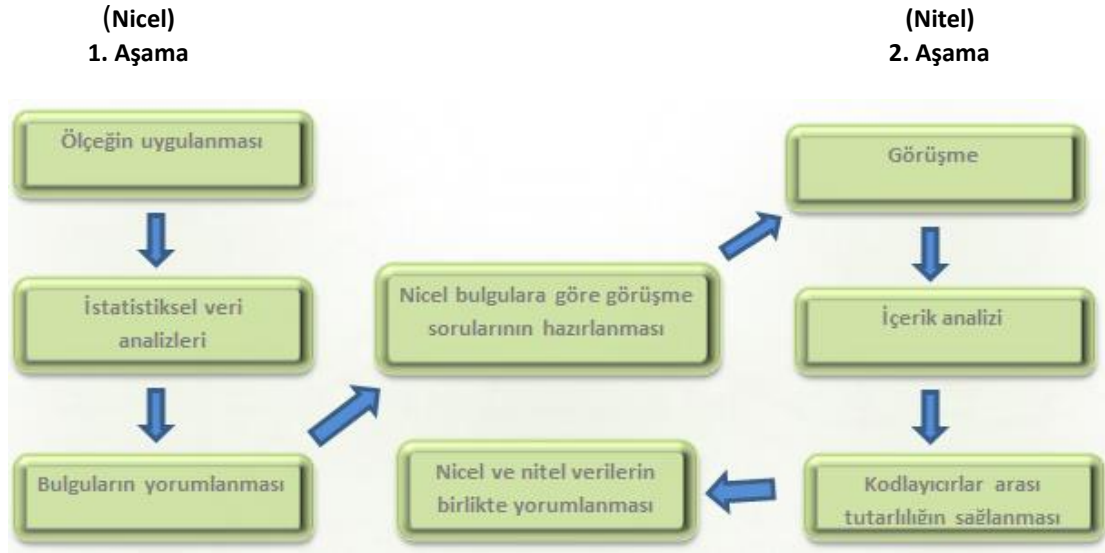 (Nicel)
1. Aşama
(Nitel)
2. Aşama
Ölçeğin uygulanması
İstatistiksel veri
analizleri
Bulguların yorumlanması
Nicel bulgulara göre görüşme
sorularının hazırlanması
Görüşme
İçerik analizi
Kodlayıcırlar arası
tutarlılığın sağlanması
Nicel ve nitel verilerin
birlikte yorumlanması